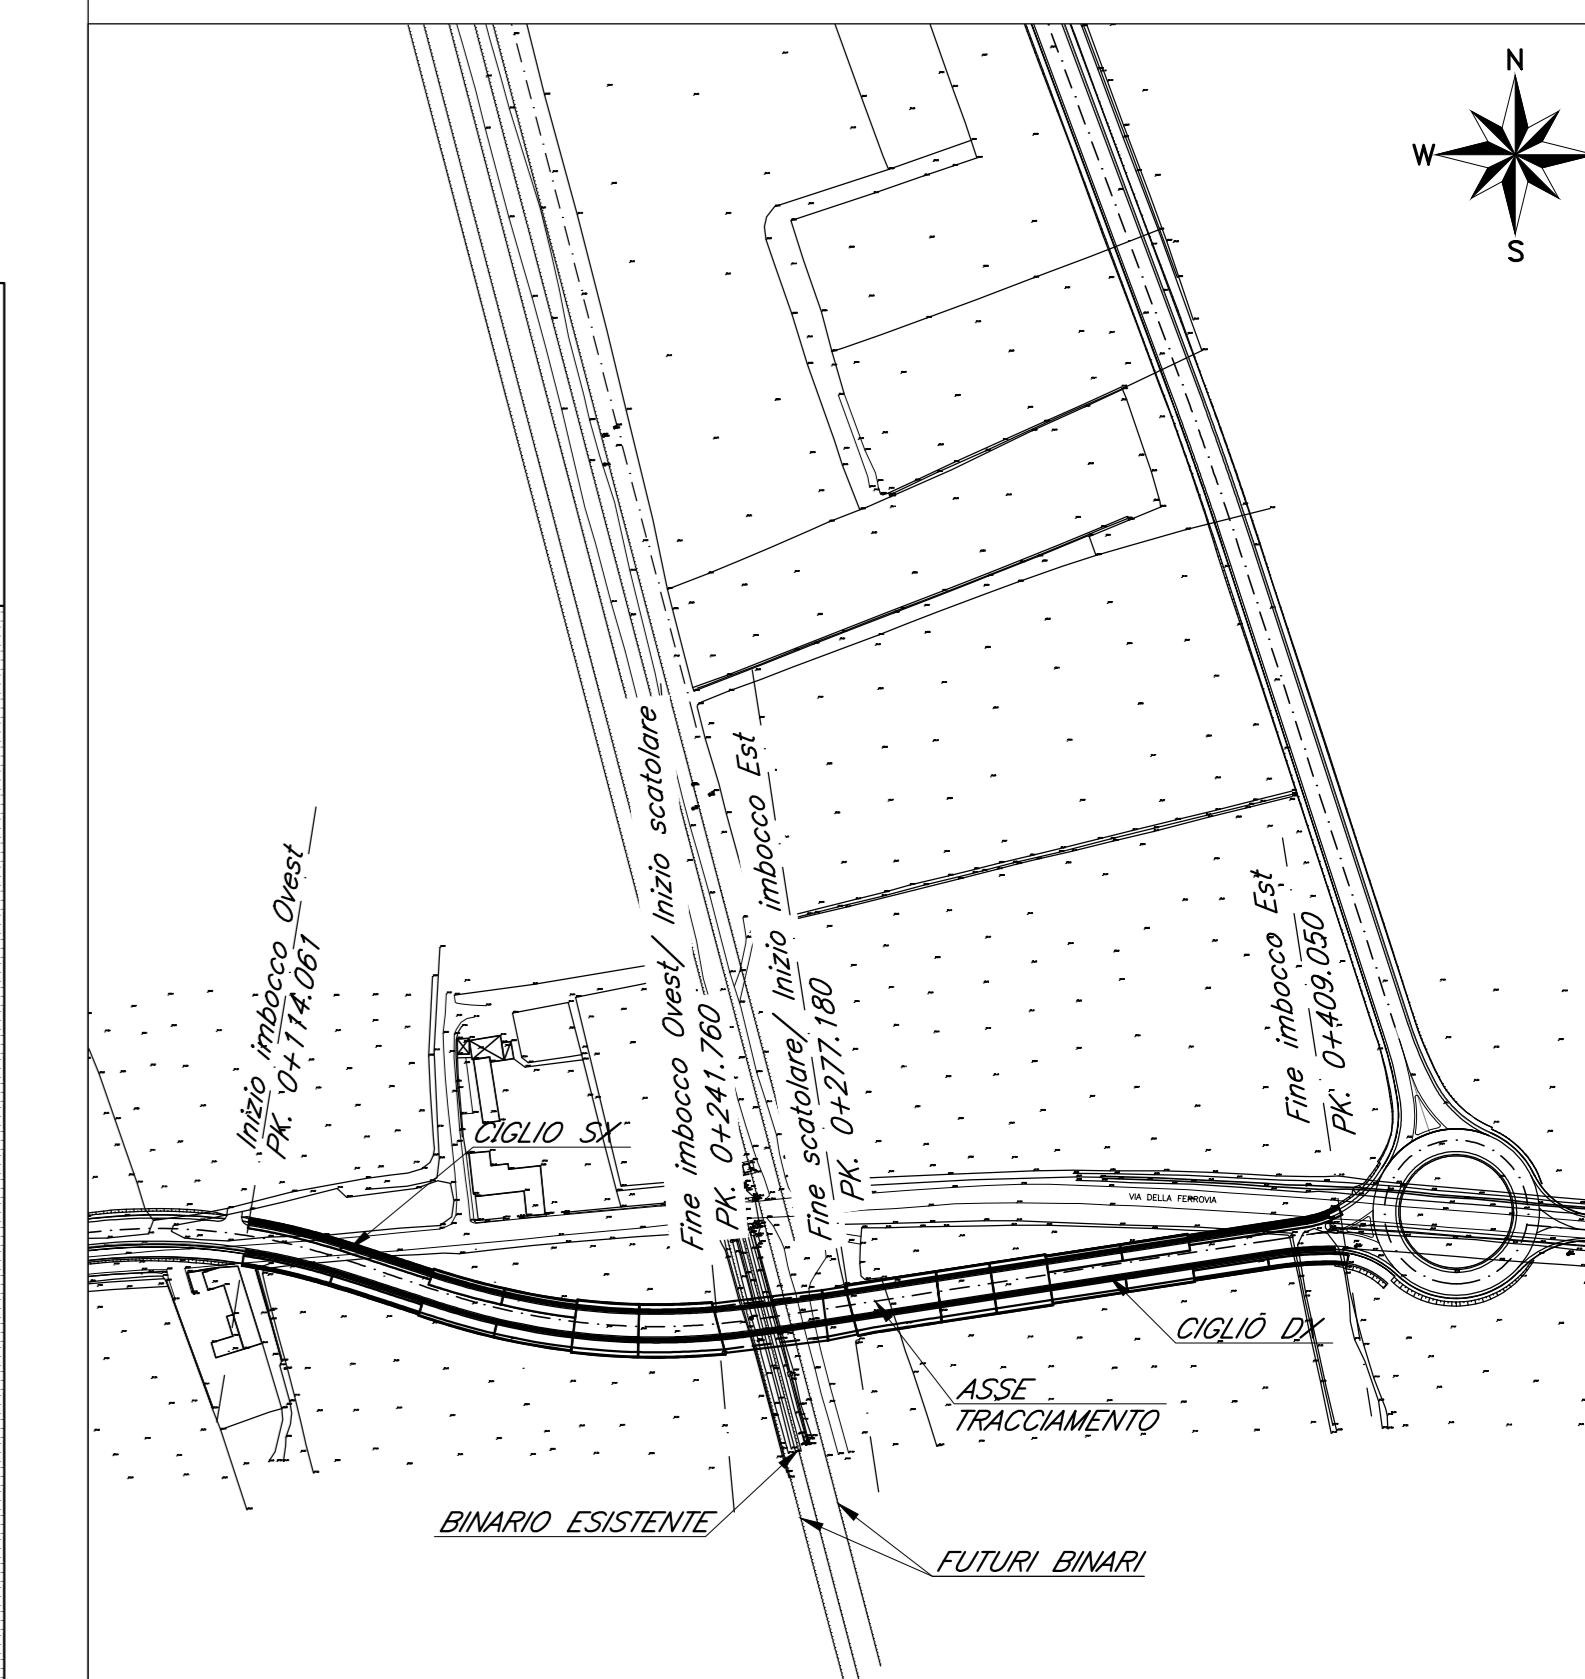 N
W
S
Inizio imbocco Ovest
PK. 0+114.061
Fine imbocco Ovest/ Inizio scatolare
PK. 0+241.760
Fine scatolare/ Inizio imbocco Est
PK. 0+277.180
Fine imbocco Est
PK. 0+409.050
CIGLIO SX
VIA DELLA FERROVIA
CIGLIO DX
ASSE
TRACCIAMENTO
BINARIO ESISTENTE
FUTURI BINARI